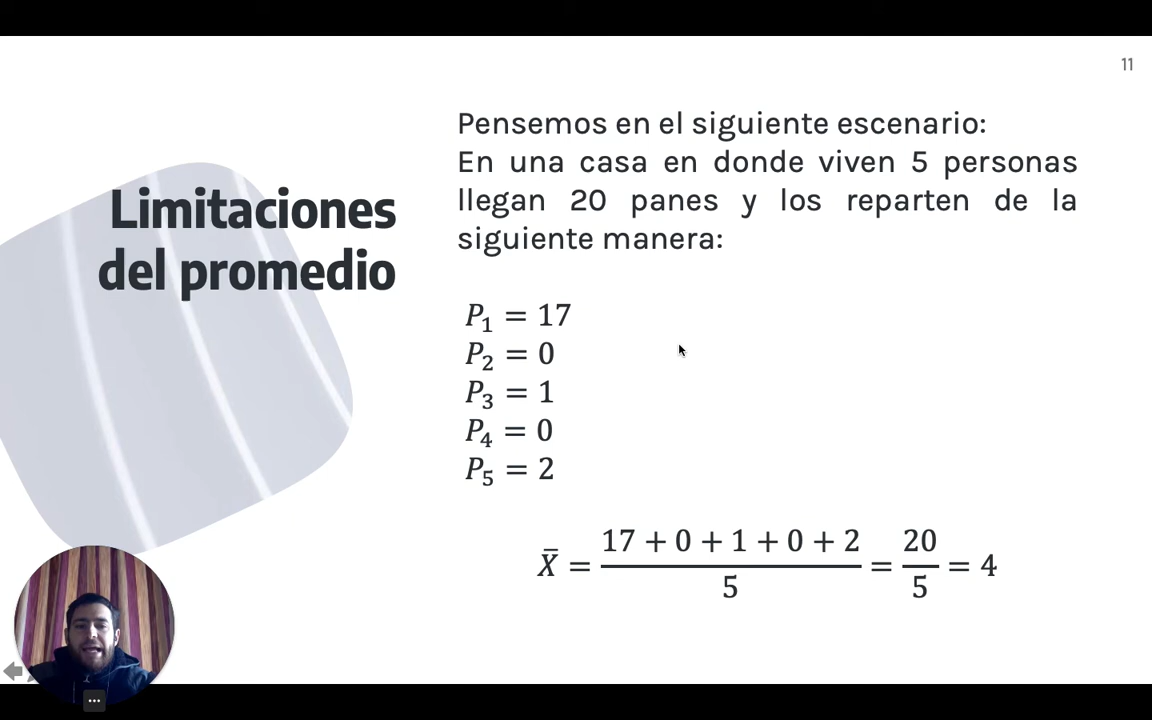 11
Limitaciones
del promedio
Pensemos en el siguiente escenario:
En una casa en donde viven 5 personas
llegan 20 panes y los reparten de la
siguiente manera:
P₁ = 17
P₂ = 0
P₃ = 1
P₄ = 0
P₅ = 2
X̄ = (17 + 0 + 1 + 0 + 2)/5 = 20/5 = 4